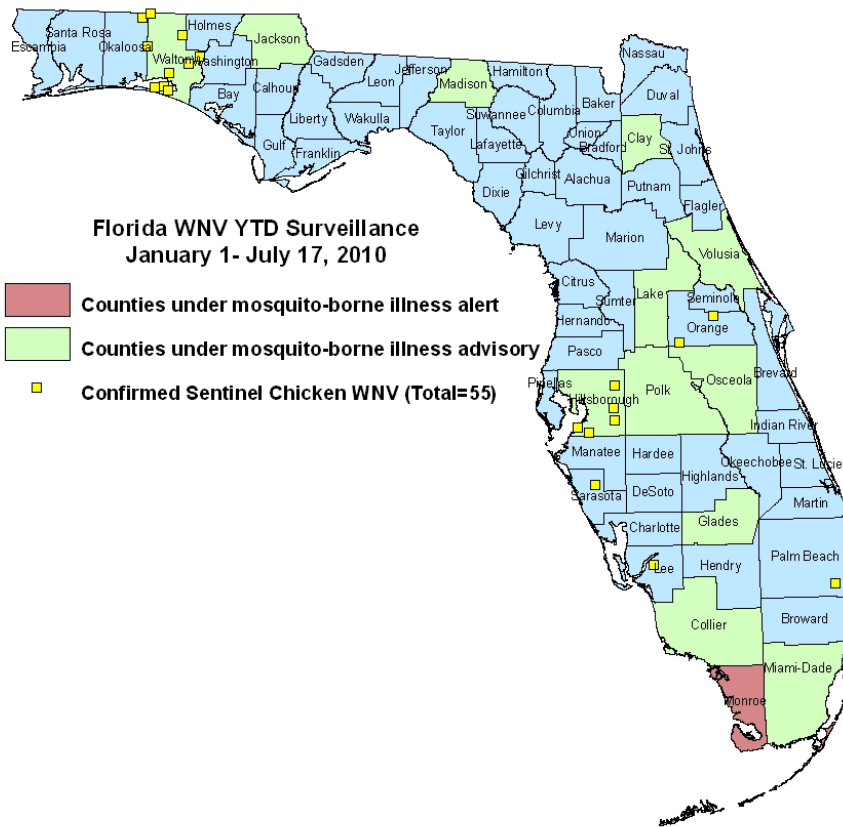 Escambia
Santa Rosa
Okaloosa
Walton
Holmes
Washington
Jackson
Bay
Calhoun
Gulf
Liberty
Franklin
Gadsden
Leon
Wakulla
Jefferson
Madison
Taylor
Hamilton
Suwannee
Lafayette
Dixie
Columbia
Gilchrist
Baker
Union
Bradford
Alachua
Levy
Nassau
Duval
Clay
St. Johns
Putnam
Flagler
Marion
Volusia
Florida WNV YTD Surveillance
January 1- July 17, 2010
Counties under mosquito-borne illness alert
Counties under mosquito-borne illness advisory
Confirmed Sentinel Chicken WNV (Total=55)
Citrus
Sumter
Lake
Seminole
Orange
Hernando
Pasco
Pinellas
Hillsborough
Polk
Osceola
Brevard
Indian River
Manatee
Hardee
Highlands
Okeechobee
St. Lucie
Sarasota
DeSoto
Martin
Charlotte
Glades
Lee
Hendry
Palm Beach
Collier
Broward
Miami-Dade
Monroe